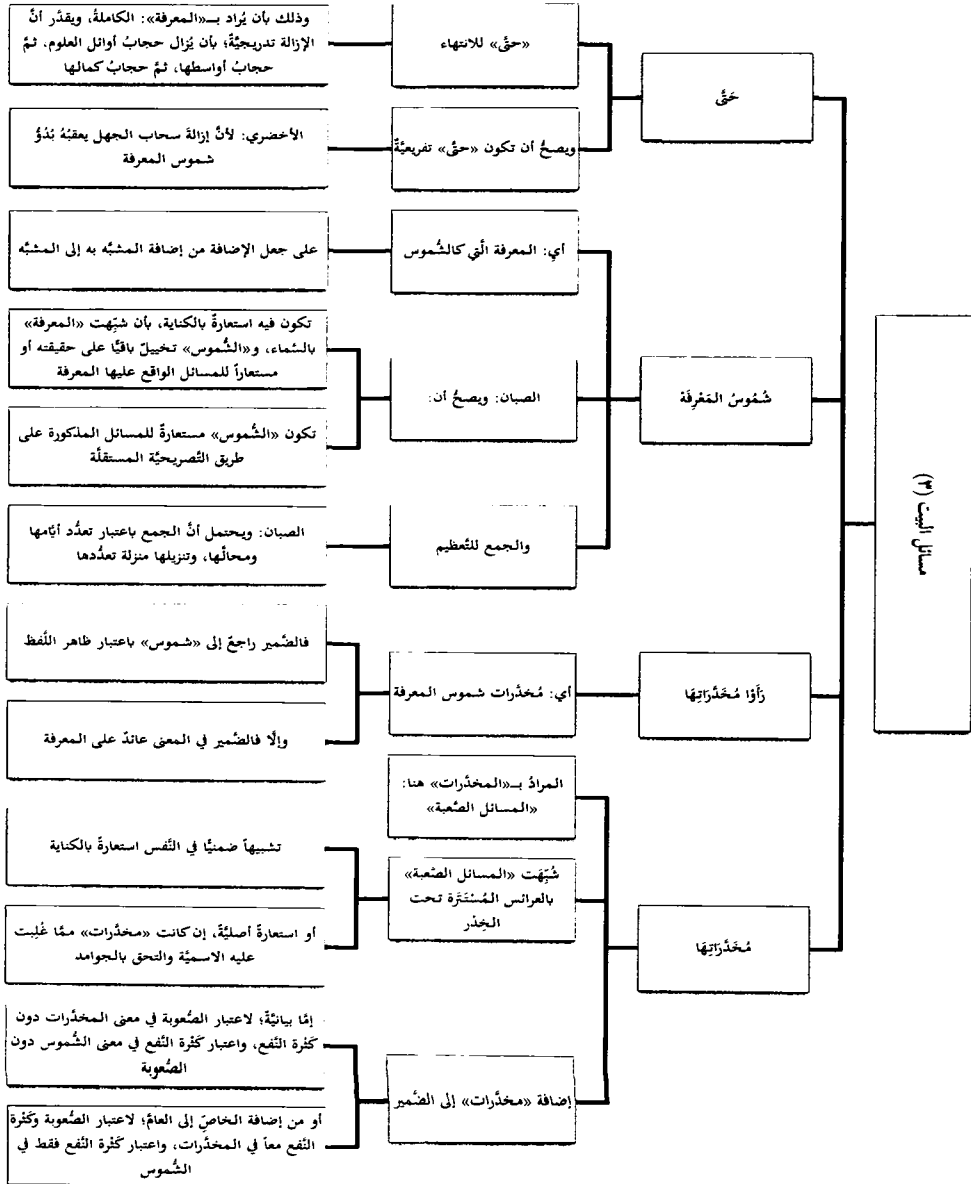 مسائل البيت (٣)
حَتَّى
«حتَّى» للانتهاء
وذلك بأن يُراد بـ«المعرفة»: الكاملةُ، ويقدَّر أنَّ
الإزالة تدريجيَّةٌ؛ بأن يُزال حجابُ أوائل العلوم، ثمَّ
حجابُ أواسطها، ثمَّ حجابُ كمالها
ويصحُّ أن تكون «حتَّى» تفريعيَّةً
الأخضري: لأنَّ إزالةَ سحاب الجهل يعقبُهُ بُدُوُّ
شموس المعرفة
شُمُوسُ المَعْرِفَهْ
أي: المعرفة الَّتي كالشُّموس
على جعل الإضافة من إضافة المشبَّه به إلى المشبَّه
الصبان: ويصحُّ أن:
تكون فيه استعارةٌ بالكناية، بأن شبِّهت «المعرفة»
بالسَّماء، و«الشُّموس» تخييلٌ باقيًا على حقيقته أو
مستعاراً للمسائل الواقع عليها المعرفة
تكون «الشُّموس» مستعارةً للمسائل المذكورة على
طريق التَّصريحيَّة المستقلَّة
والجمع للتَّعظيم
الصبان: ويحتمل أنَّ الجمع باعتبار تعدُّد أيَّامها
ومحالِّها، وتنزيلها منزلة تعدُّدها
رَأَوْا مُخَدَّرَاتِهَا
أي: مُخدَّرات شموس المعرفة
فالضَّمير راجعٌ إلى «شموس» باعتبار ظاهر اللَّفظ
وإلَّا فالضَّمير في المعنى عائدٌ على المعرفة
مُخَدَّرَاتِهَا
المرادُ بـ«المخدَّرات» هنا:
«المسائل الصَّعبة»
شُبِّهَت «المسائل الصَّعبة»
بالعرائس المُسْتَتَرَة تحت
الخِدْر
تشبيهاً ضمنيًّا في النَّفس استعارةٌ بالكناية
أو استعارةً أصليَّةً، إن كانت «مخدَّرات» ممَّا غُلِبت
عليه الاسميَّة والتحق بالجوامد
إضافة «مخدَّرات» إلى الضَّمير
إمَّا بيانيَّةٌ؛ لاعتبار الصُّعوبة في معنى المخدَّرات دون
كَثْرة النَّفع، واعتبار كَثْرة النَّفع في معنى الشُّموس دون
الصُّعوبة
أو من إضافة الخاصِّ إلى العامِّ؛ لاعتبار الصُّعوبة وكَثْرة
النَّفع معاً في المخدَّرات، واعتبار كَثْرة النَّفع فقط في
الشُّموس